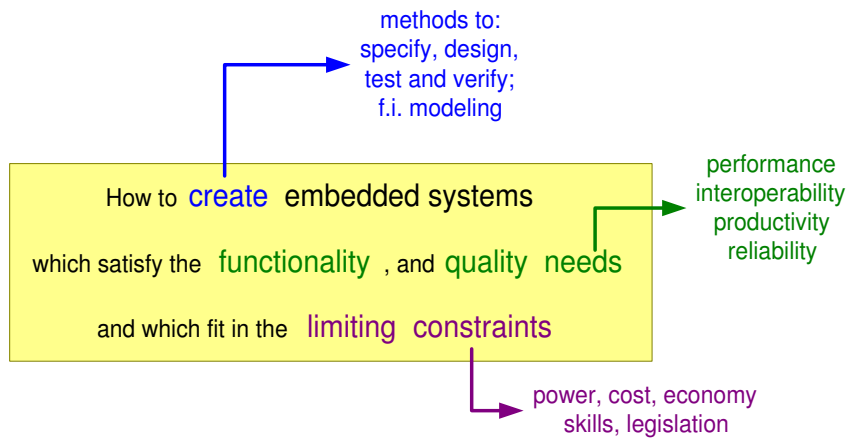 methods to:
specify, design,
test and verify;
f.i. modeling
How to create embedded systems
which satisfy the functionality , and quality needs
and which fit in the limiting constraints
performance
interoperability
productivity
reliability
power, cost, economy
skills, legislation